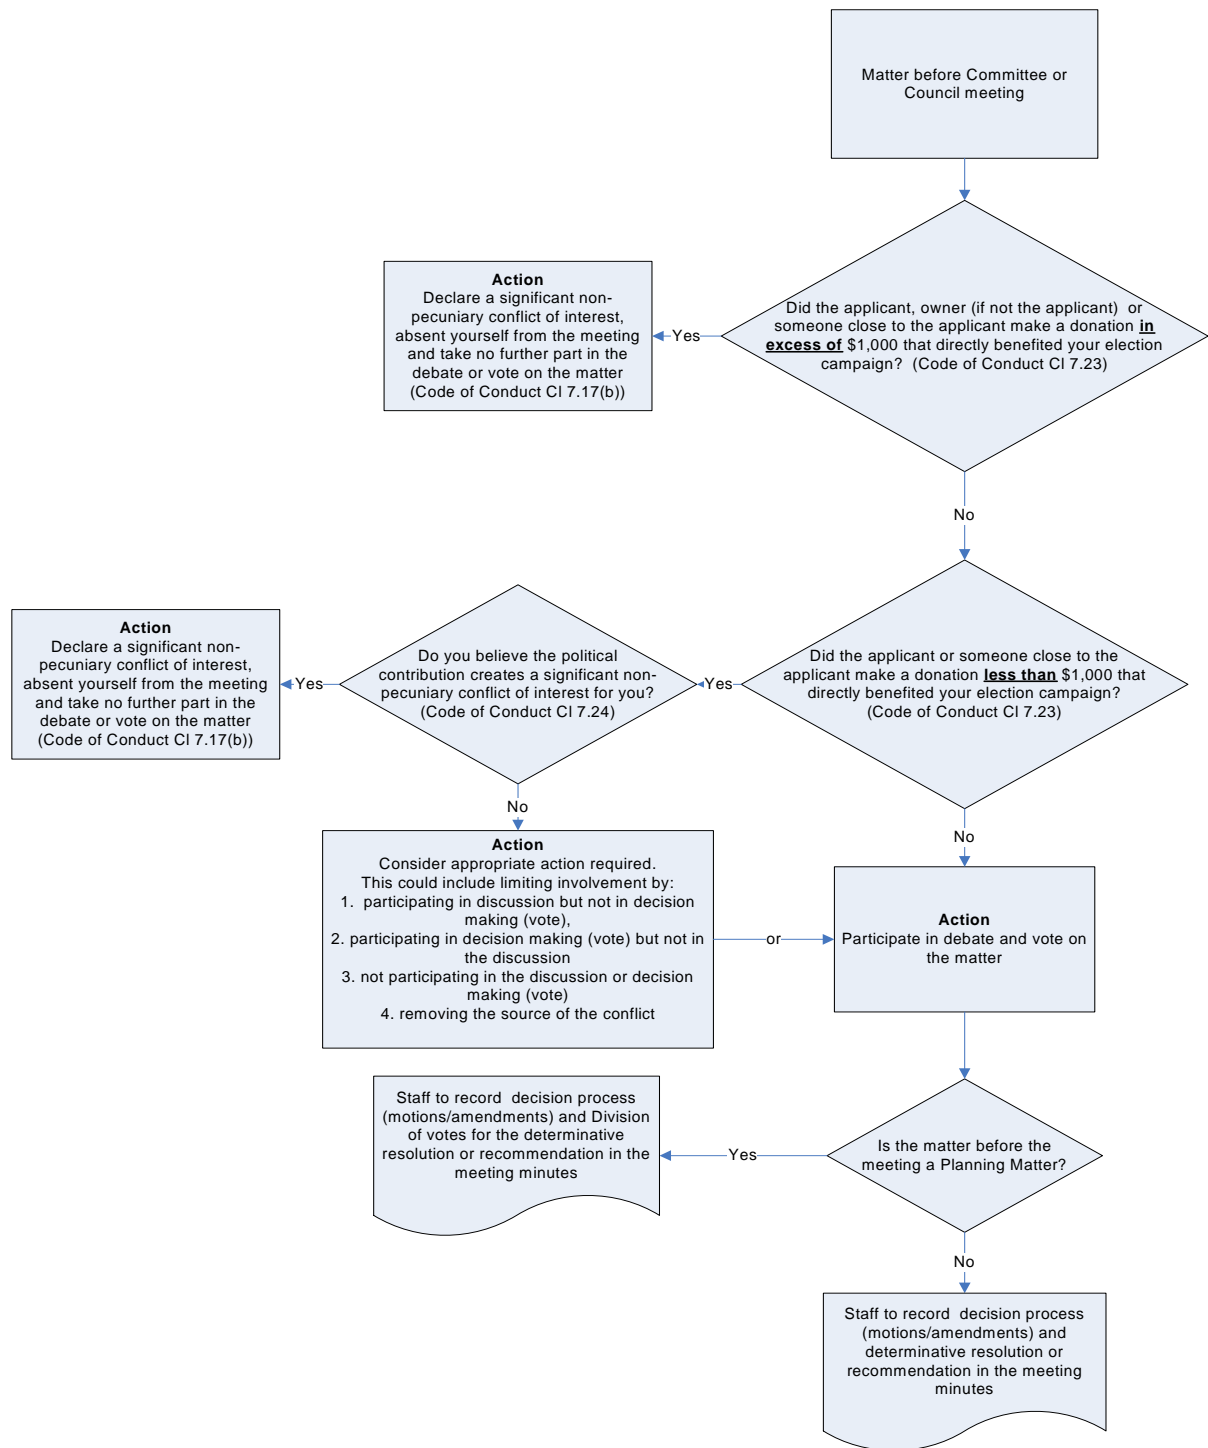 Matter before Committee or
Council meeting
Did the applicant, owner (if not the applicant)  or
someone close to the applicant make a donation in
excess of $1,000 that directly benefited your election
campaign?  (Code of Conduct Cl 7.23)
Yes
Action
Declare a significant non-
pecuniary conflict of interest,
absent yourself from the meeting
and take no further part in the
debate or vote on the matter
(Code of Conduct Cl 7.17(b))
No
Did the applicant or someone close to the
applicant make a donation less than $1,000 that
directly benefited your election campaign?
(Code of Conduct Cl 7.23)
Yes
Do you believe the political
contribution creates a significant non-
pecuniary conflict of interest for you?
(Code of Conduct Cl 7.24)
Yes
Action
Declare a significant non-
pecuniary conflict of interest,
absent yourself from the meeting
and take no further part in the
debate or vote on the matter
(Code of Conduct Cl 7.17(b))
No
Action
Consider appropriate action required.
This could include limiting involvement by:
1.  participating in discussion but not in decision
making (vote),
2. participating in decision making (vote) but not in
the discussion
3. not participating in the discussion or decision
making (vote)
4. removing the source of the conflict
or
No
Action
Participate in debate and vote on
the matter
Is the matter before the
meeting a Planning Matter?
Yes
Staff to record  decision process
(motions/amendments) and Division
of votes for the determinative
resolution or recommendation in the
meeting minutes
No
Staff to record  decision process
(motions/amendments) and
determinative resolution or
recommendation in the meeting
minutes